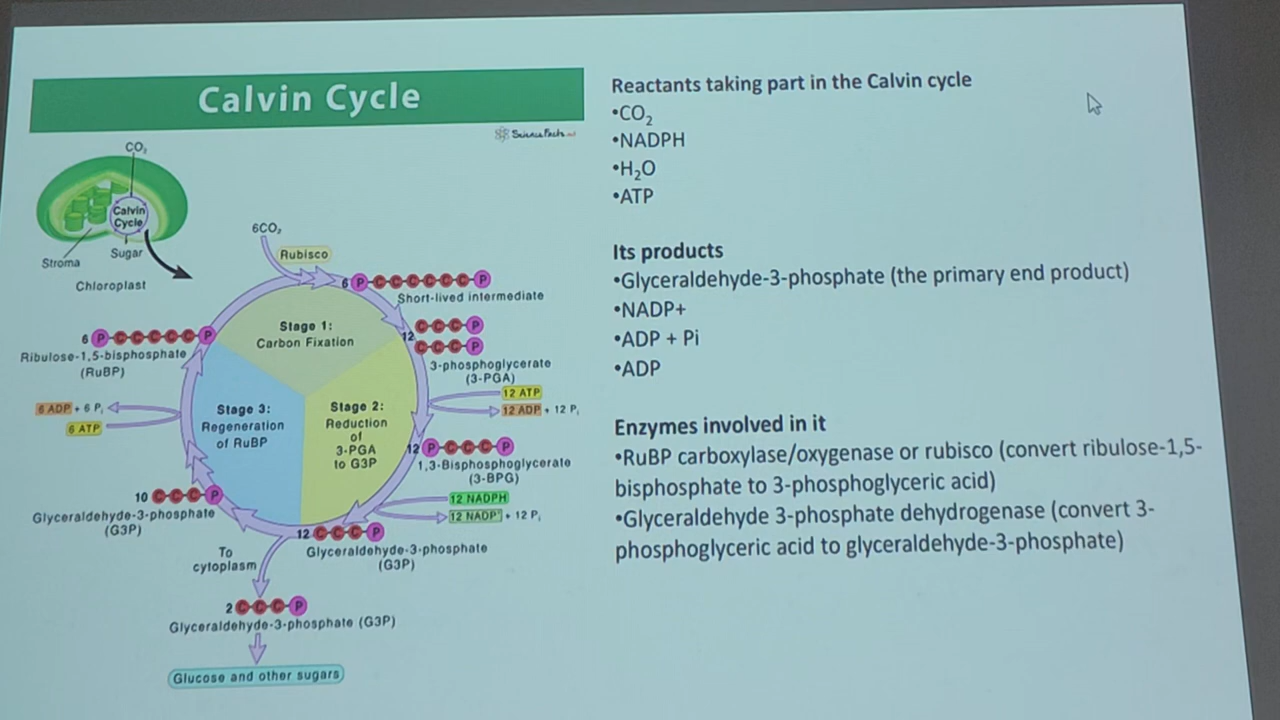 Calvin Cycle
ScienceFacts.net
CO₂
Calvin
Cycle
Stroma
Sugar
Chloroplast
6CO₂
Rubisco
6 P C C C C C C P
Short-lived intermediate
12 C C C P
C C C P
3-phosphoglycerate
(3-PGA)
12 ATP
12 ADP + 12 Pᵢ
12 P C C C P
1,3-Bisphosphoglycerate
(3-BPG)
12 NADPH
12 NADP⁺ + 12 Pᵢ
12 C C C P
Glyceraldehyde-3-phosphate
(G3P)
To
cytoplasm
2 C C C P
Glyceraldehyde-3-phosphate (G3P)
Glucose and other sugars
10 C C C P
Glyceraldehyde-3-phosphate
(G3P)
6 ADP + 6 Pᵢ
6 ATP
6 P C C C C C P
Ribulose-1,5-bisphosphate
(RuBP)
Stage 1:
Carbon Fixation
Stage 2:
Reduction
of
3-PGA
to G3P
Stage 3:
Regeneration
of RuBP
Reactants taking part in the Calvin cycle
•CO₂
•NADPH
•H₂O
•ATP
Its products
•Glyceraldehyde-3-phosphate (the primary end product)
•NADP+
•ADP + Pi
•ADP
Enzymes involved in it
•RuBP carboxylase/oxygenase or rubisco (convert ribulose-1,5-
bisphosphate to 3-phosphoglyceric acid)
•Glyceraldehyde 3-phosphate dehydrogenase (convert 3-
phosphoglyceric acid to glyceraldehyde-3-phosphate)